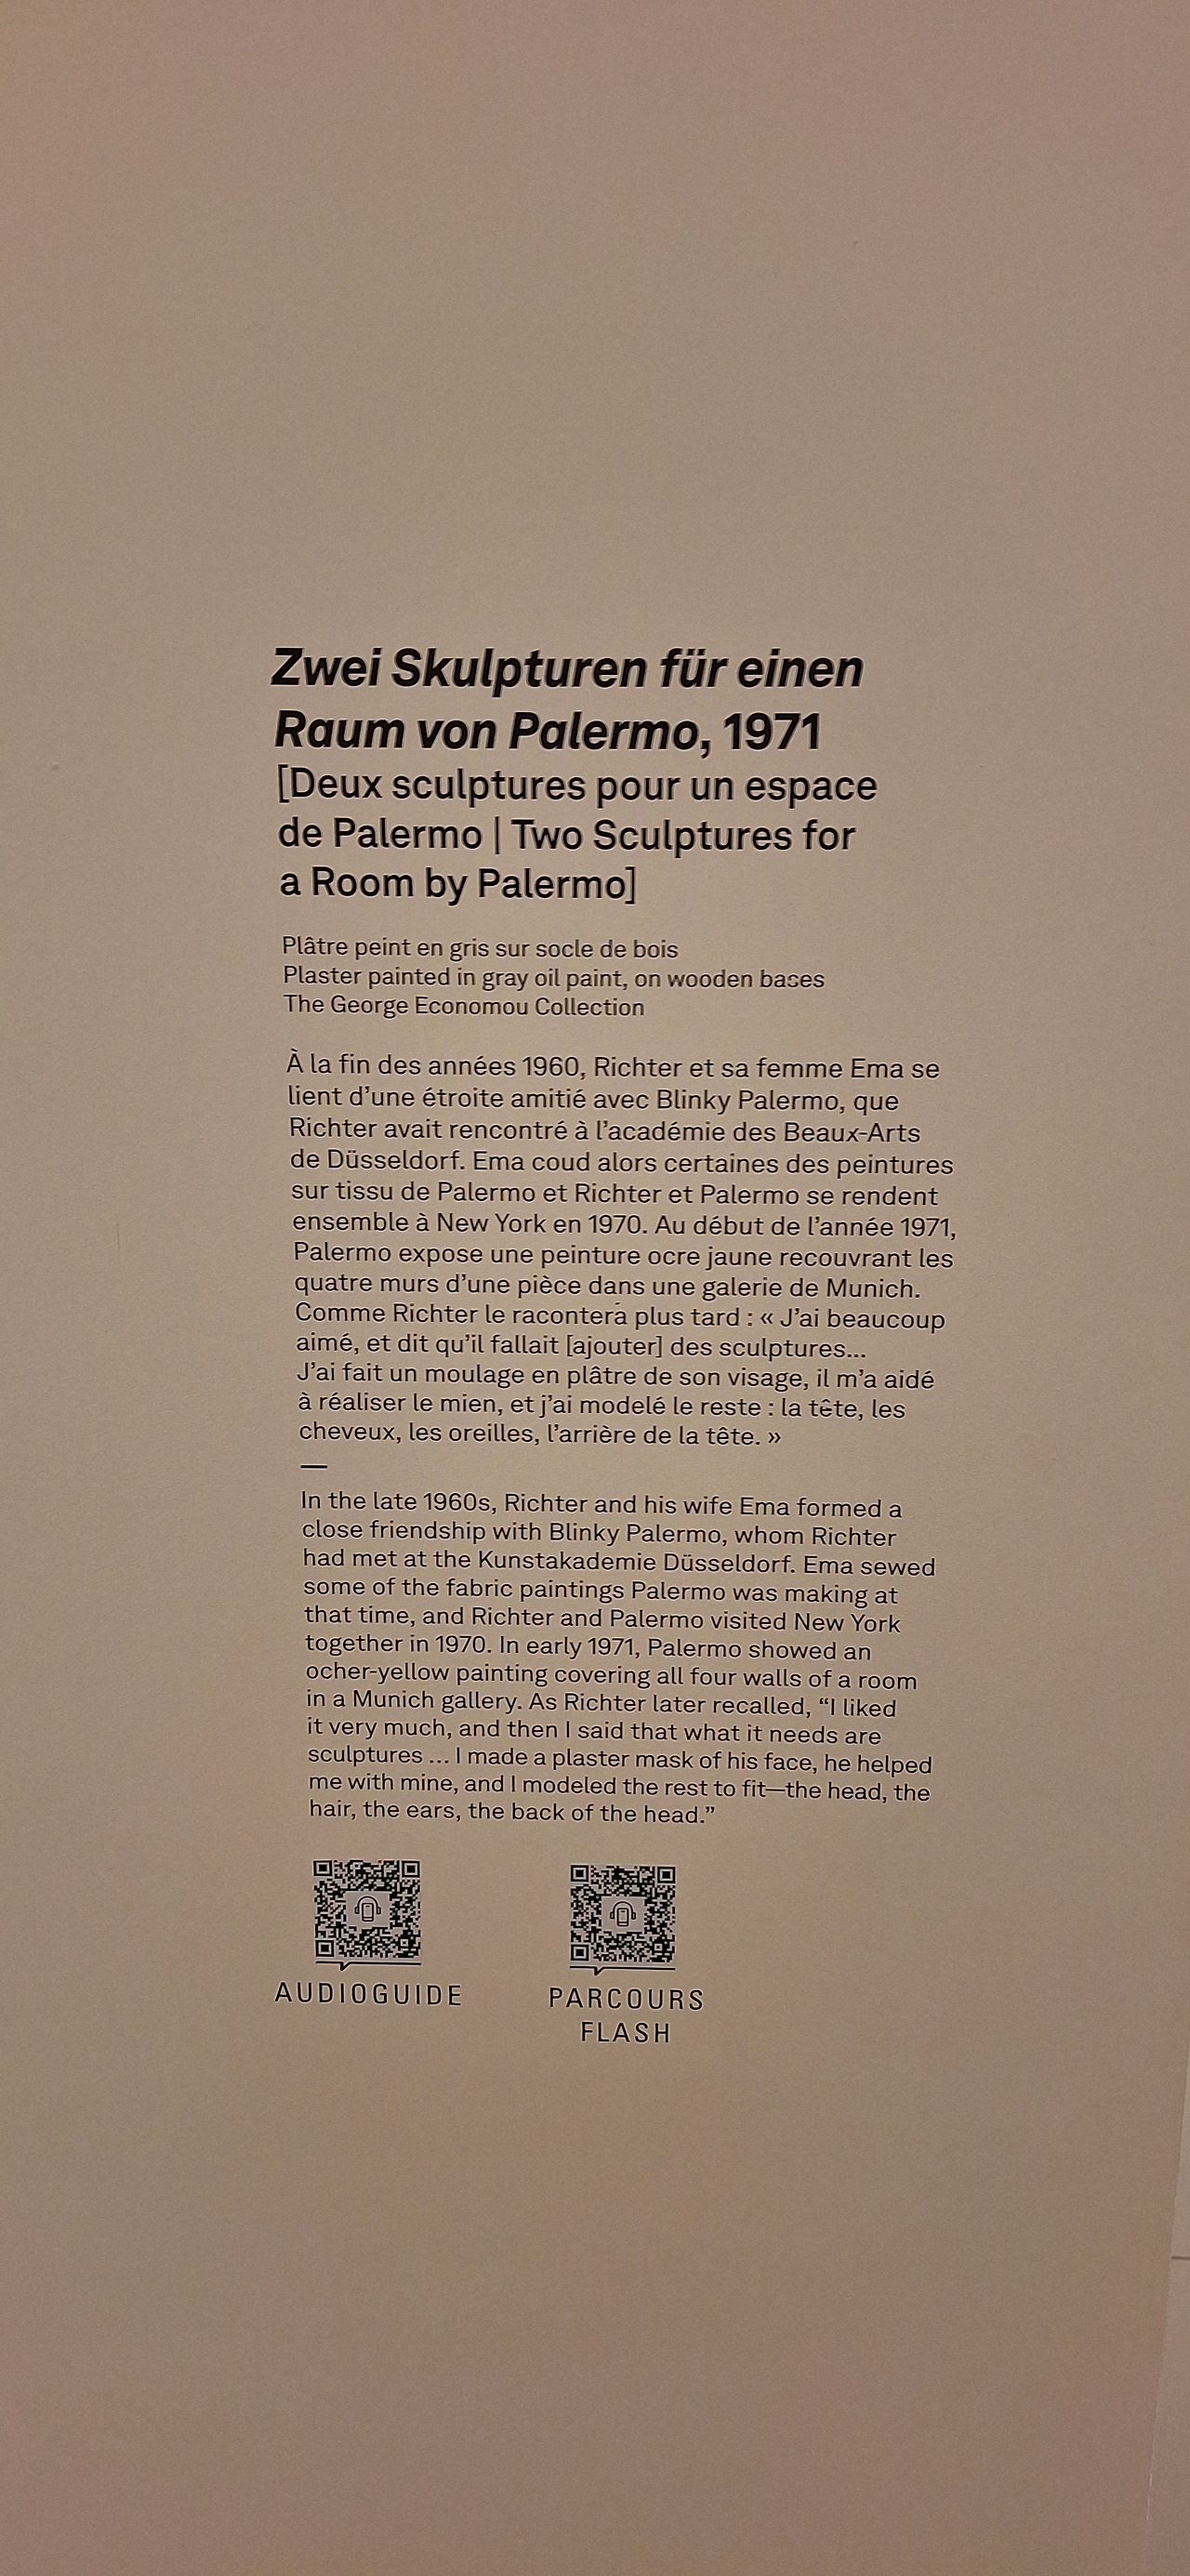 Zwei Skulpturen für einen
Raum von Palermo, 1971
[Deux sculptures pour un espace
de Palermo | Two Sculptures for
a Room by Palermo]
Plâtre peint en gris sur socle de bois
Plaster painted in gray oil paint, on wooden bases
The George Economou Collection
À la fin des années 1960, Richter et sa femme Ema se
lient d’une étroite amitié avec Blinky Palermo, que
Richter avait rencontré à l’académie des Beaux-Arts
de Düsseldorf. Ema coud alors certaines des peintures
sur tissu de Palermo et Richter et Palermo se rendent
ensemble à New York en 1970. Au début de l’année 1971,
Palermo expose une peinture ocre jaune recouvrant les
quatre murs d’une pièce dans une galerie de Munich.
Comme Richter le racontera plus tard : « J’ai beaucoup
aimé, et dit qu’il fallait [ajouter] des sculptures...
J’ai fait un moulage en plâtre de son visage, il m’a aidé
à réaliser le mien, et j’ai modelé le reste : la tête, les
cheveux, les oreilles, l’arrière de la tête. »
—
In the late 1960s, Richter and his wife Ema formed a
close friendship with Blinky Palermo, whom Richter
had met at the Kunstakademie Düsseldorf. Ema sewed
some of the fabric paintings Palermo was making at
that time, and Richter and Palermo visited New York
together in 1970. In early 1971, Palermo showed an
ocher-yellow painting covering all four walls of a room
in a Munich gallery. As Richter later recalled, “I liked
it very much, and then I said that what it needs are
sculptures ... I made a plaster mask of his face, he helped
me with mine, and I modeled the rest to fit—the head, the
hair, the ears, the back of the head.”
AUDIOGUIDE
PARCOURS
FLASH